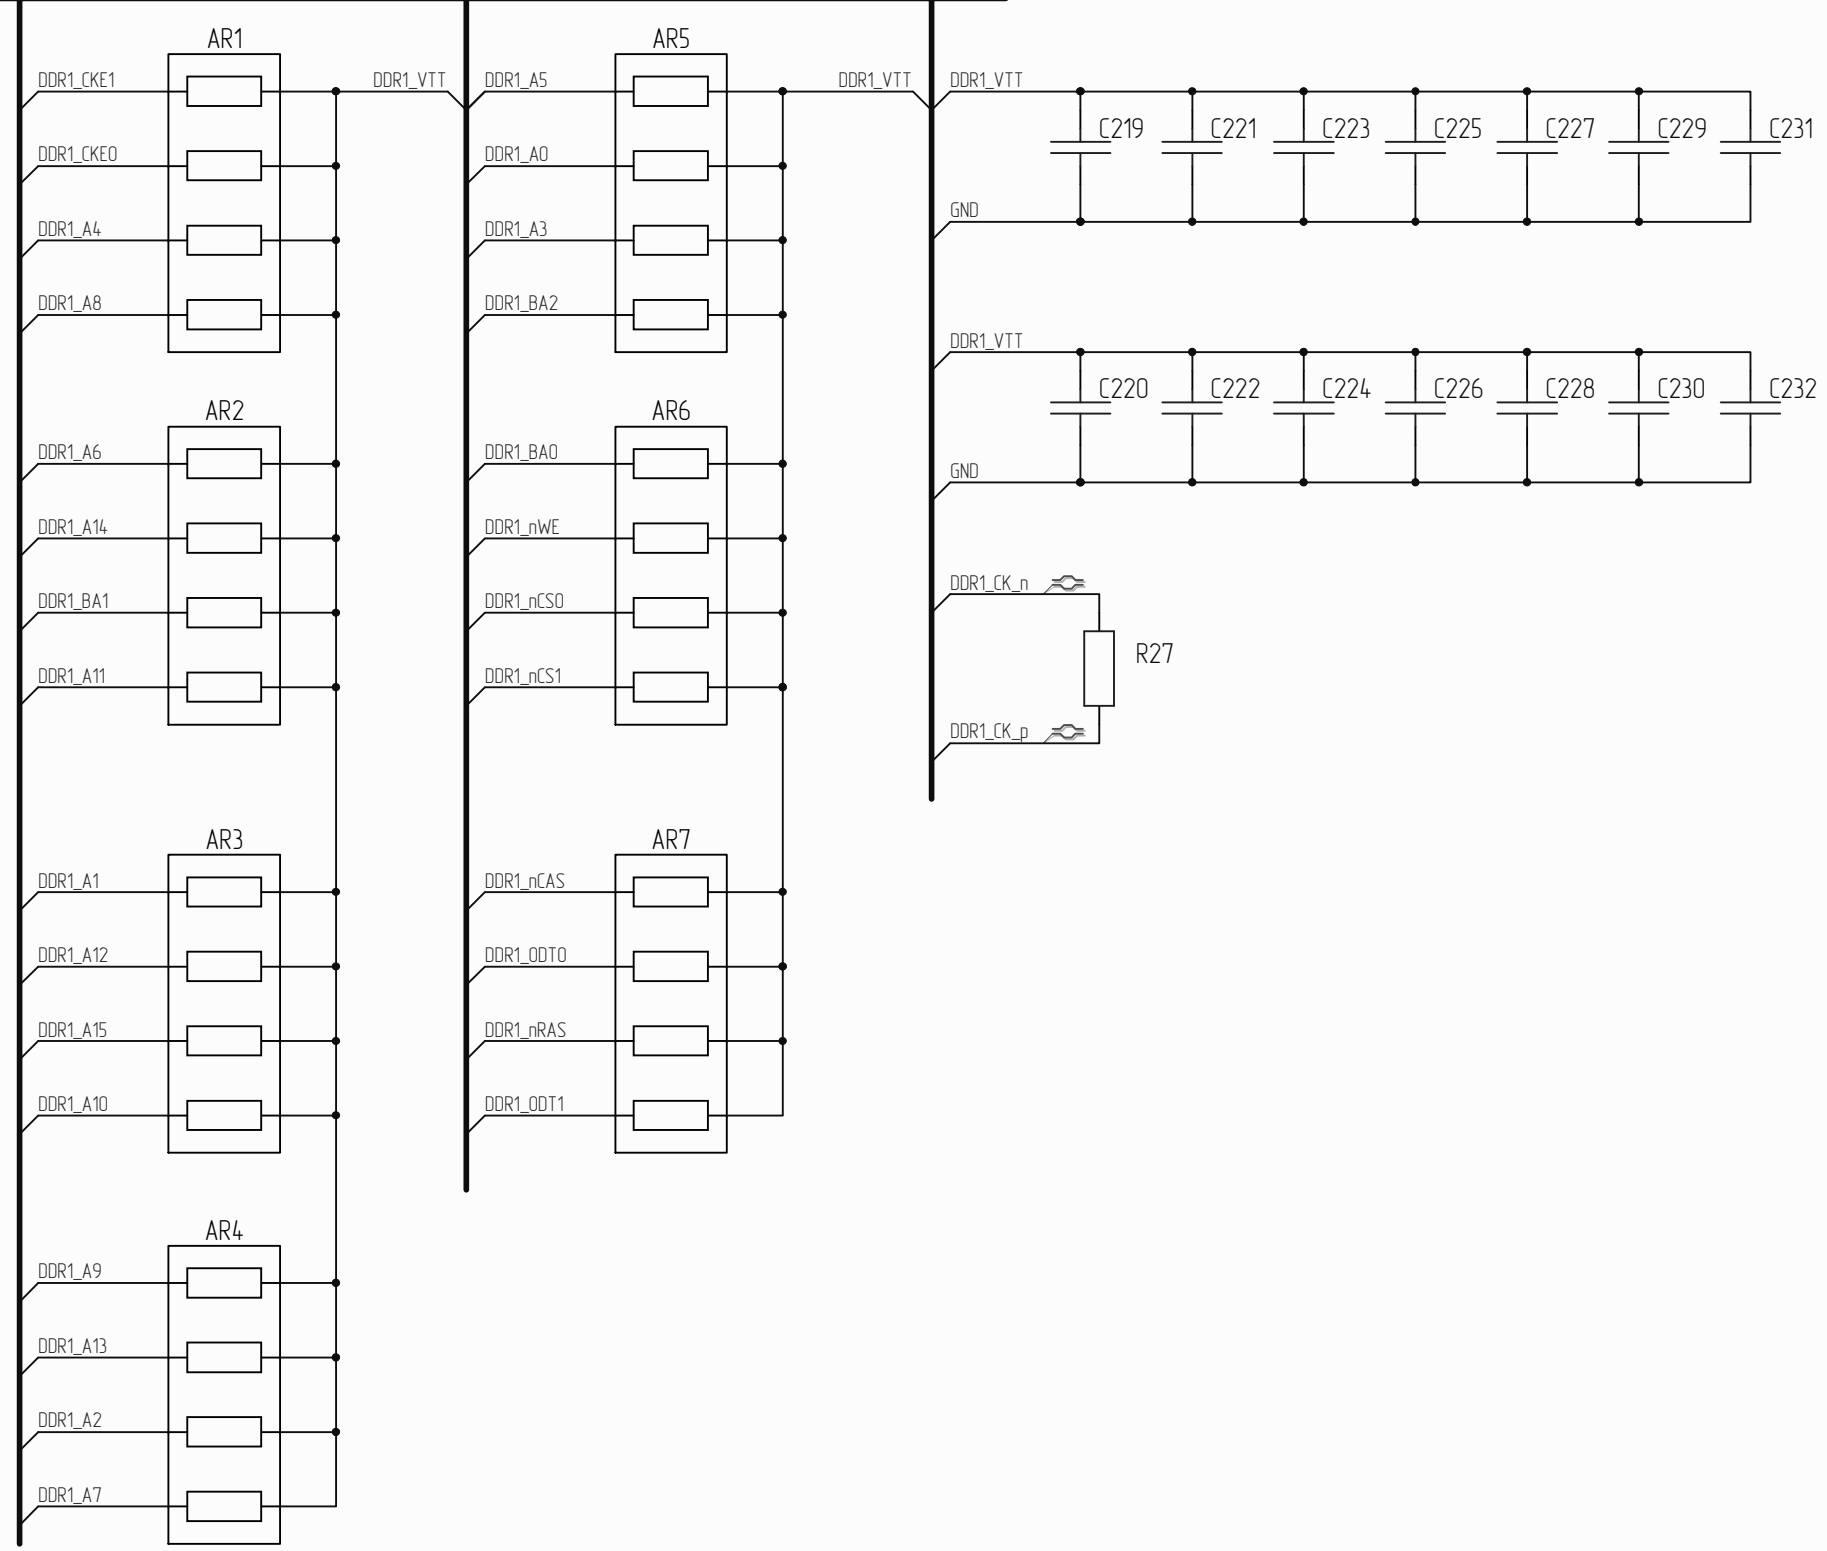 AR1
DDR1_CKE1
DDR1_VTT
DDR1_CKE0
DDR1_A4
DDR1_A8
AR2
DDR1_A6
DDR1_A14
DDR1_BA1
DDR1_A11
AR3
DDR1_A1
DDR1_A12
DDR1_A15
DDR1_A10
AR4
DDR1_A9
DDR1_A13
DDR1_A2
DDR1_A7
AR5
DDR1_A5
DDR1_VTT
DDR1_A0
DDR1_A3
DDR1_BA2
AR6
DDR1_BA0
DDR1_nWE
DDR1_nCS0
DDR1_nCS1
AR7
DDR1_nCAS
DDR1_ODT0
DDR1_nRAS
DDR1_ODT1
DDR1_VTT
C219 C221 C223 C225 C227 C229 C231
GND
DDR1_VTT
C220 C222 C224 C226 C228 C230 C232
GND
DDR1_CK_n
R27
DDR1_CK_p